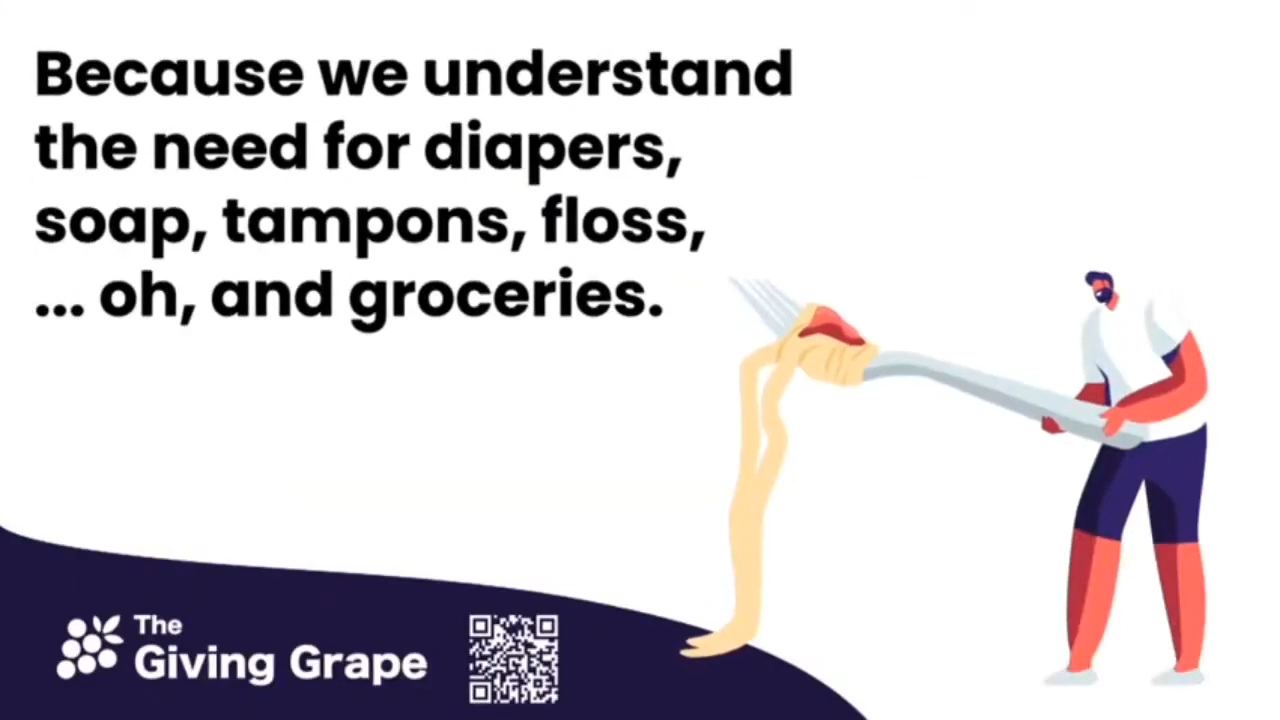 Because we understand
the need for diapers,
soap, tampons, floss,
... oh, and groceries.
The
Giving Grape